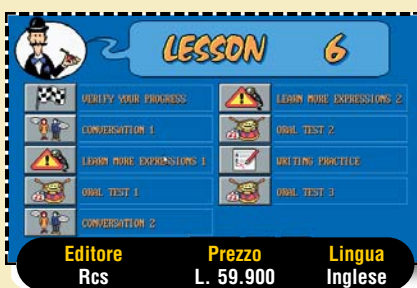 LESSON 6
VERIFY YOUR PROGRESS
CONVERSATION 1
LEARN MORE EXPRESSIONS 1
ORAL TEST 1
CONVERSATION 2
LEARN MORE EXPRESSIONS 2
ORAL TEST 2
WRITING PRACTICE
ORAL TEST 3
Editore Prezzo Lingua
Rcs L. 59.900 Inglese